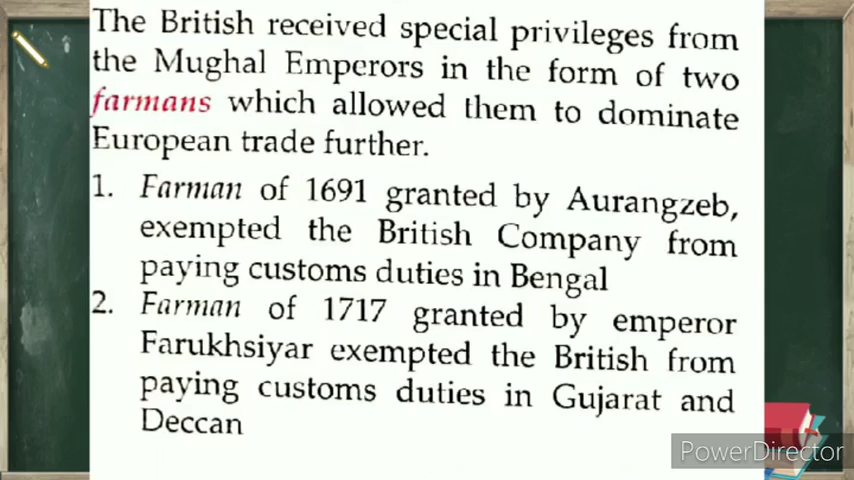 The British received special privileges from
the Mughal Emperors in the form of two
farmans which allowed them to dominate
European trade further.
1. Farman of 1691 granted by Aurangzeb,
exempted the British Company from
paying customs duties in Bengal
2. Farman of 1717 granted by emperor
Farukhsiyar exempted the British from
paying customs duties in Gujarat and
Deccan
PowerDirector